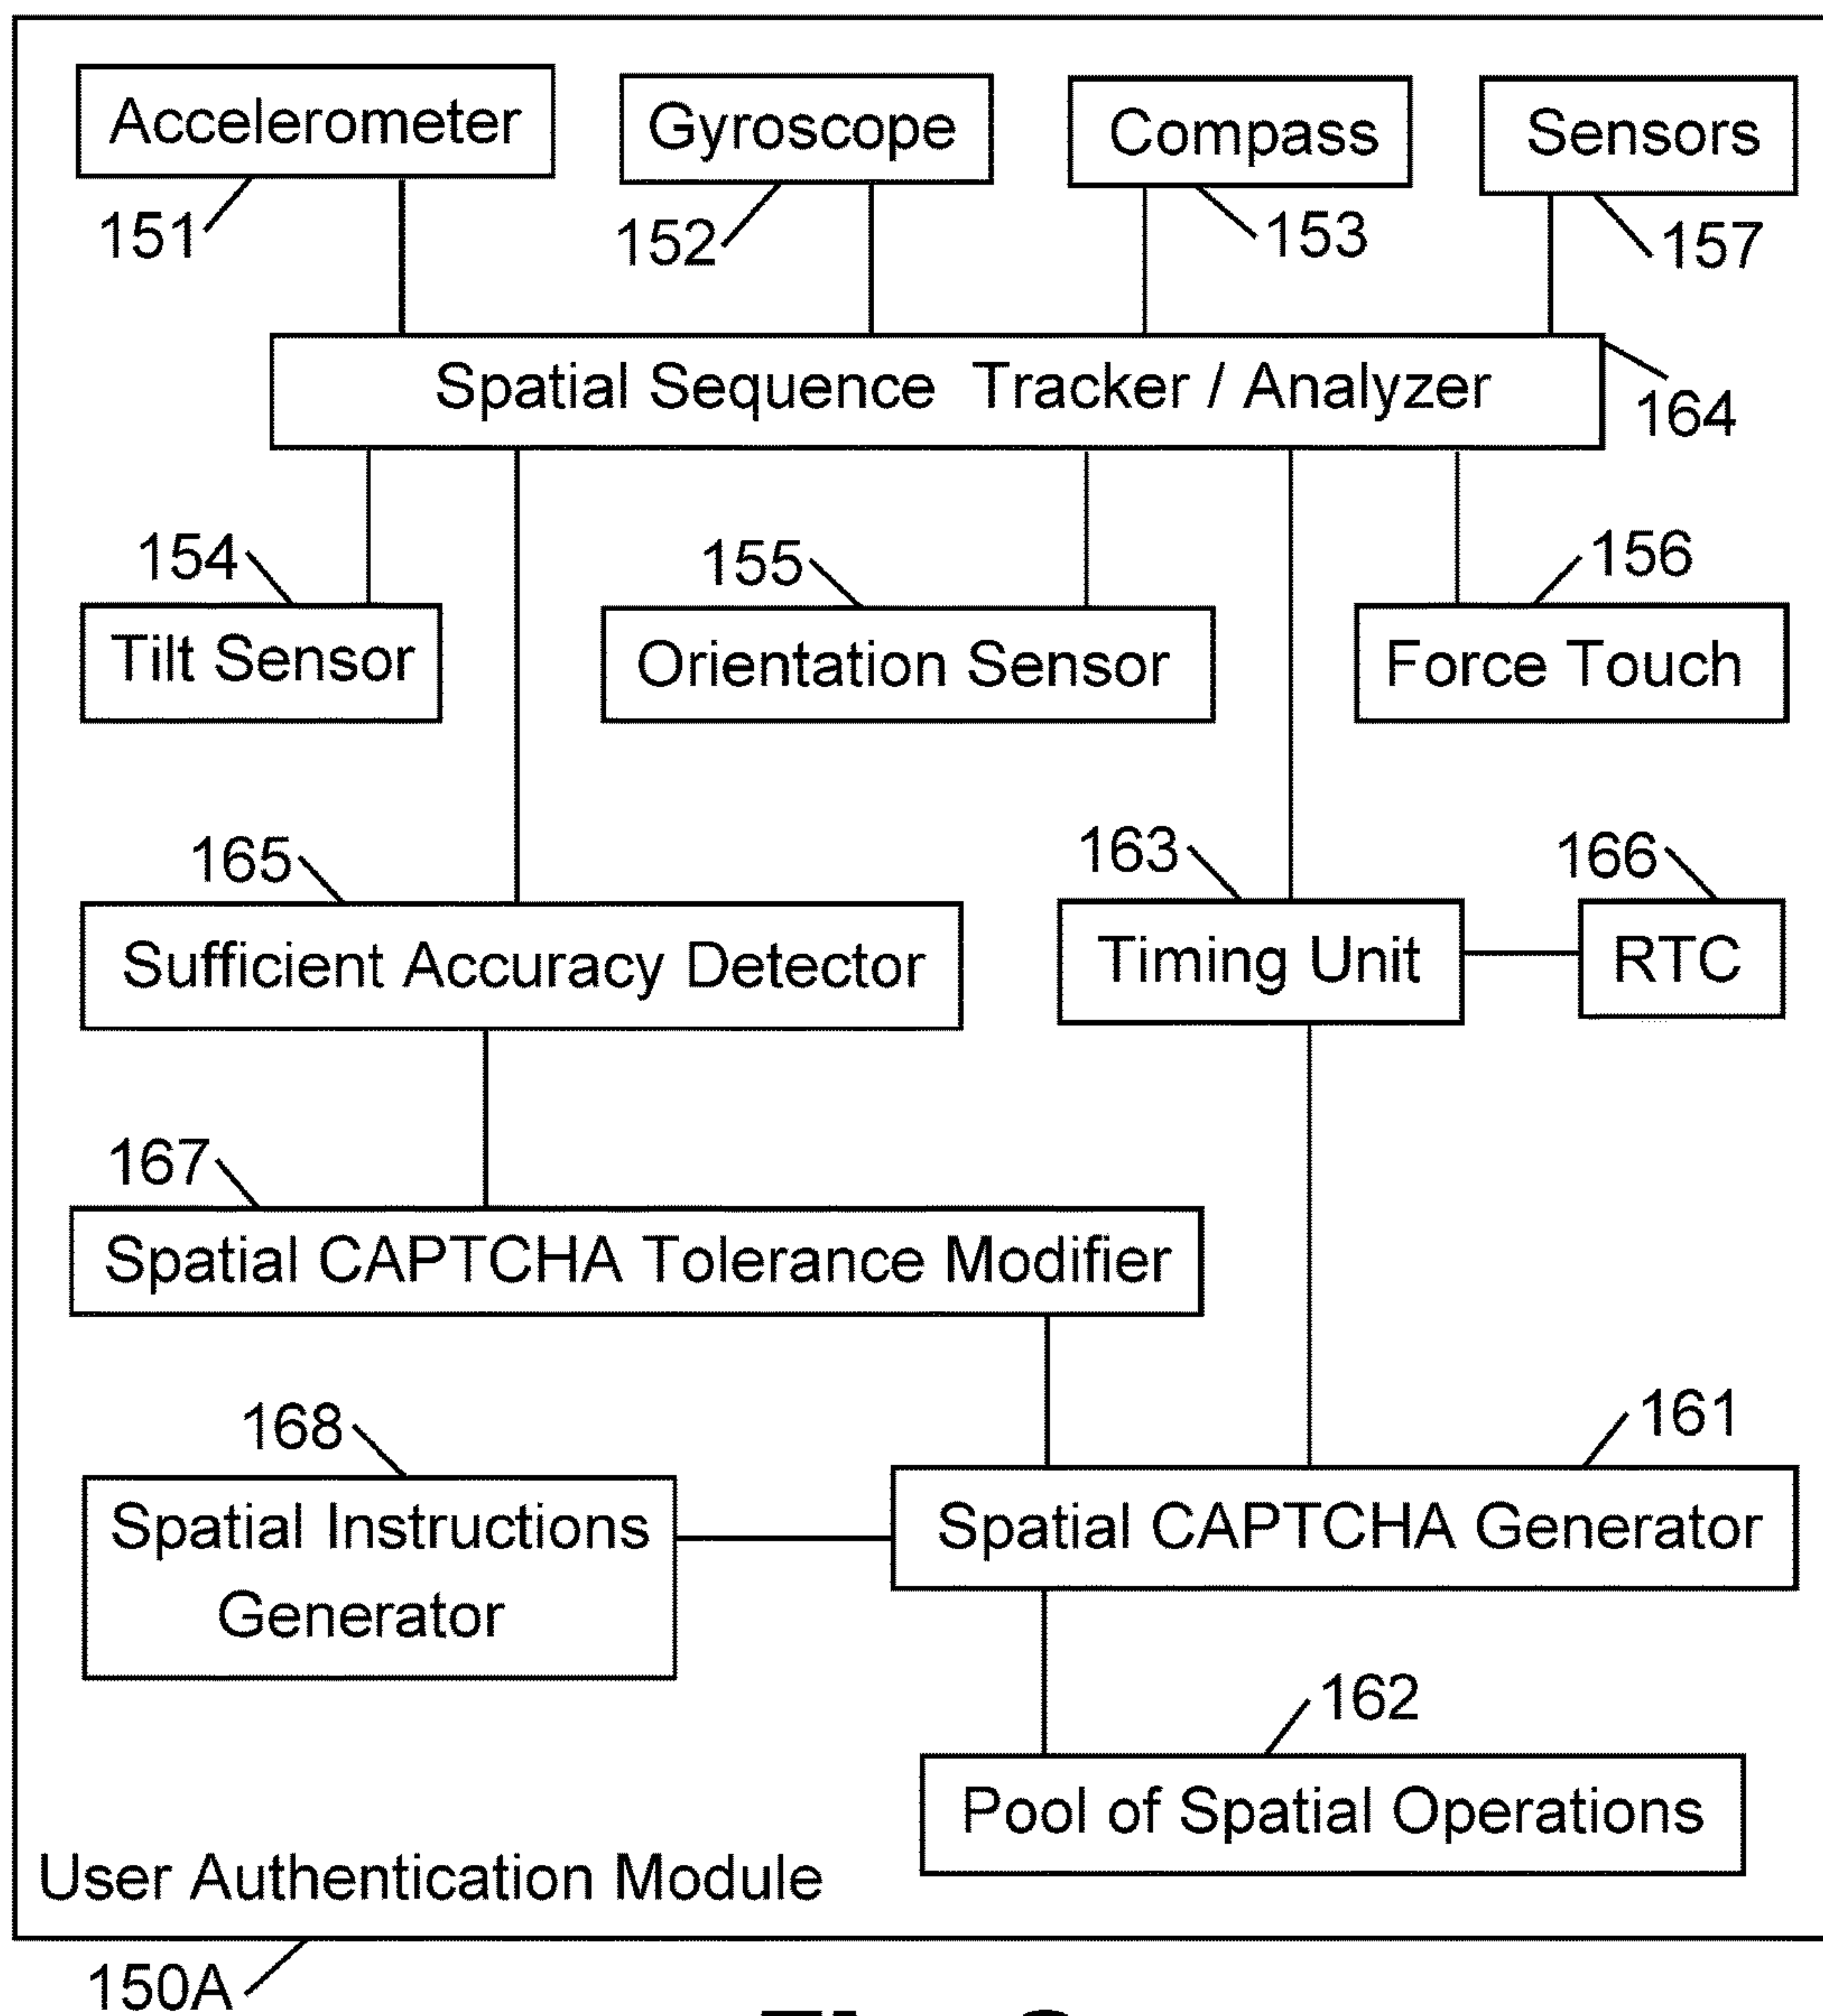 Accelerometer
Gyroscope
Compass
Sensors
151
152
153
157
Spatial Sequence Tracker / Analyzer
164
154
155
156
Tilt Sensor
Orientation Sensor
Force Touch
165
163
166
Sufficient Accuracy Detector
Timing Unit
RTC
167
Spatial CAPTCHA Tolerance Modifier
168
161
Spatial Instructions
Generator
Spatial CAPTCHA Generator
162
Pool of Spatial Operations
User Authentication Module
150A